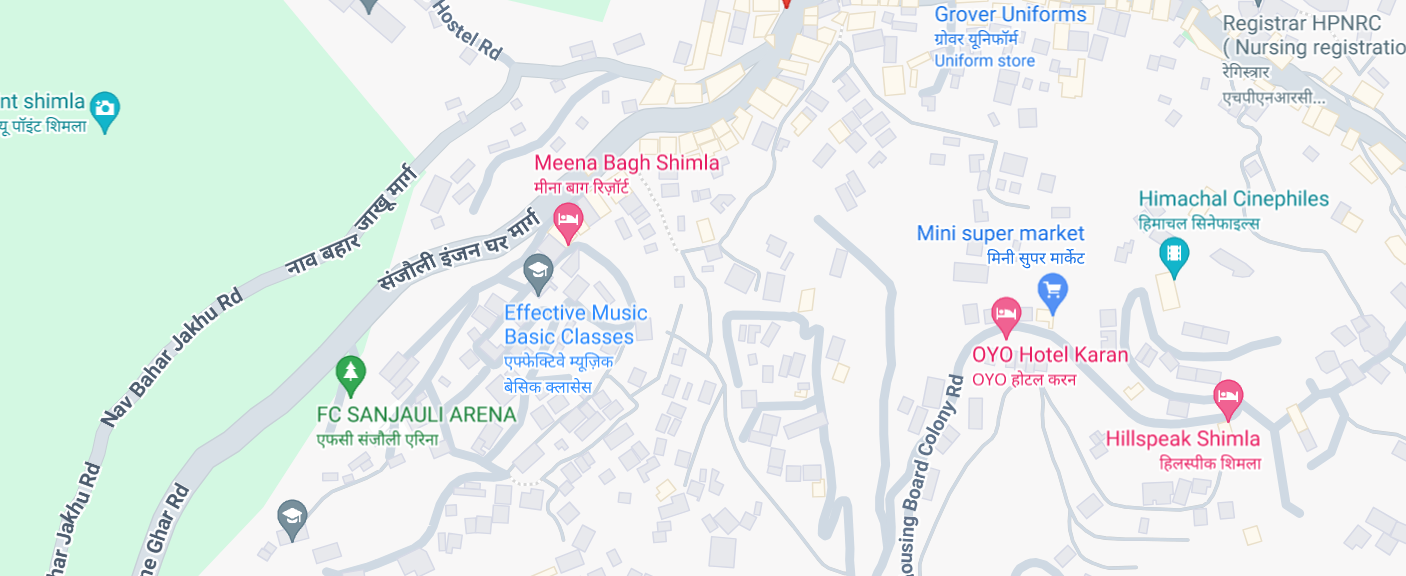 Hostel Rd
Grover Uniforms
ग्रोवर यूनिफॉर्म
Uniform store
Registrar HPNRC
( Nursing registratio
रेगिस्त्रार
एचपीएनआरसी...
nt shimla
यू पॉइंट शिमला
Meena Bagh Shimla
मीना बाग रिज़ॉर्ट
नाव बहार जाखू मार्ग
संजौली इंजन घर मार्ग
Himachal Cinephiles
हिमाचल सिनेफाइल्स
Mini super market
मिनी सुपर मार्केट
Effective Music
Basic Classes
एफ्फेक्टिवे म्यूज़िक
बेसिक क्लासेस
Nav Bahar Jakhu Rd
OYO Hotel Karan
OYO होटल करन
FC SANJAULI ARENA
एफसी संजौली एरिना
Hillspeak Shimla
हिलस्पीक शिमला
ousing Board Colony Rd
har Jakhu Rd
ne Ghar Rd